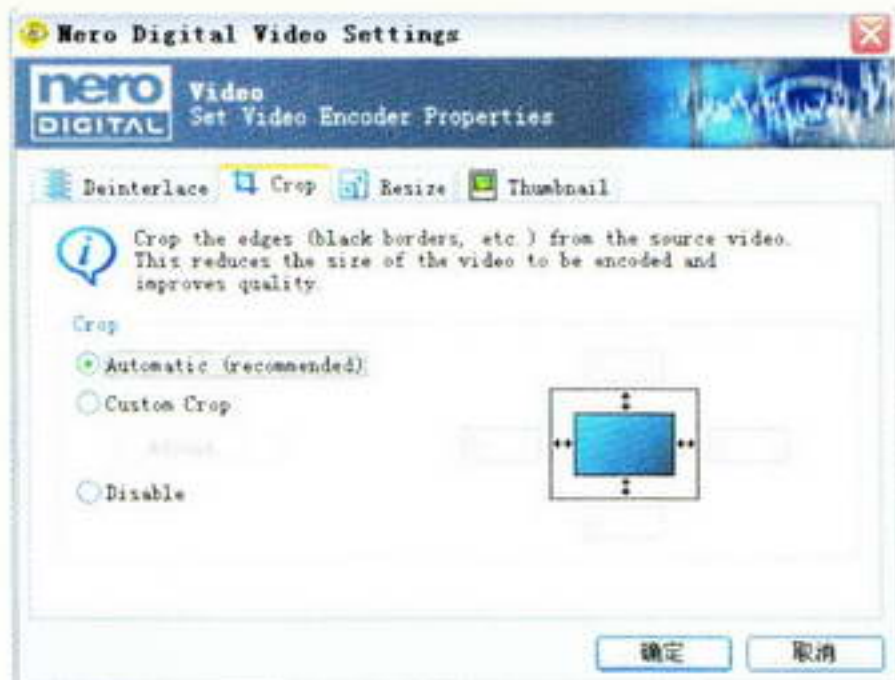 Nero Digital Video Settings
nero
DIGITAL
Video
Set Video Encoder Properties
Deinterlace Crop Resize Thumbnail
Crop the edges (black borders, etc.) from the source video.
This reduces the size of the video to be encoded and
improves quality.
Crop
Automatic (recommended)
Custom Crop
Disable
确定 取消